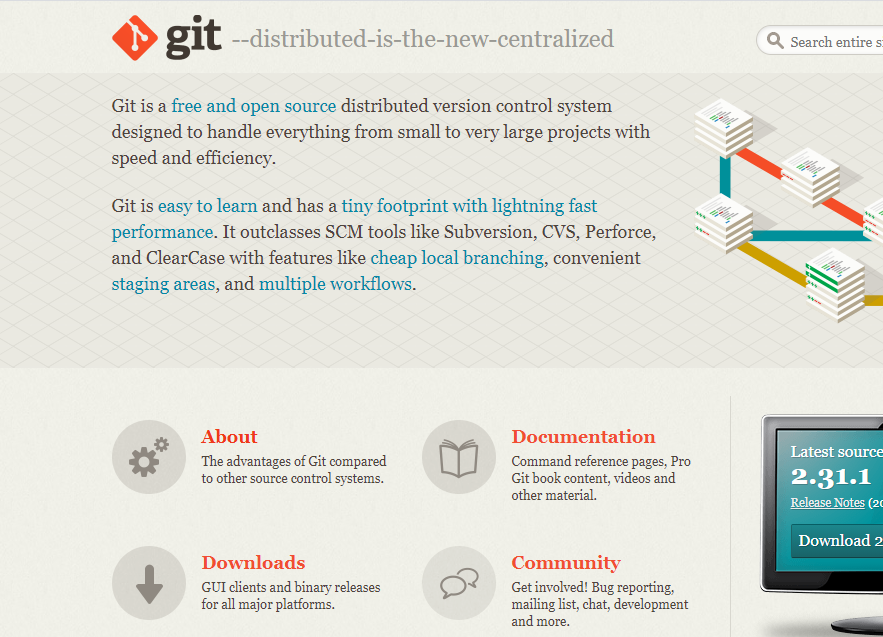 git --distributed-is-the-new-centralized
Search entire
Git is a free and open source distributed version control system
designed to handle everything from small to very large projects with
speed and efficiency.
Git is easy to learn and has a tiny footprint with lightning fast
performance. It outclasses SCM tools like Subversion, CVS, Perforce,
and ClearCase with features like cheap local branching, convenient
staging areas, and multiple workflows.
About
The advantages of Git compared
to other source control systems.
Documentation
Command reference pages, Pro
Git book content, videos and
other material.
Downloads
GUI clients and binary releases
for all major platforms.
Community
Get involved! Bug reporting,
mailing list, chat, development
and more.
Latest source
2.31.1
Release Notes (20
Download 2